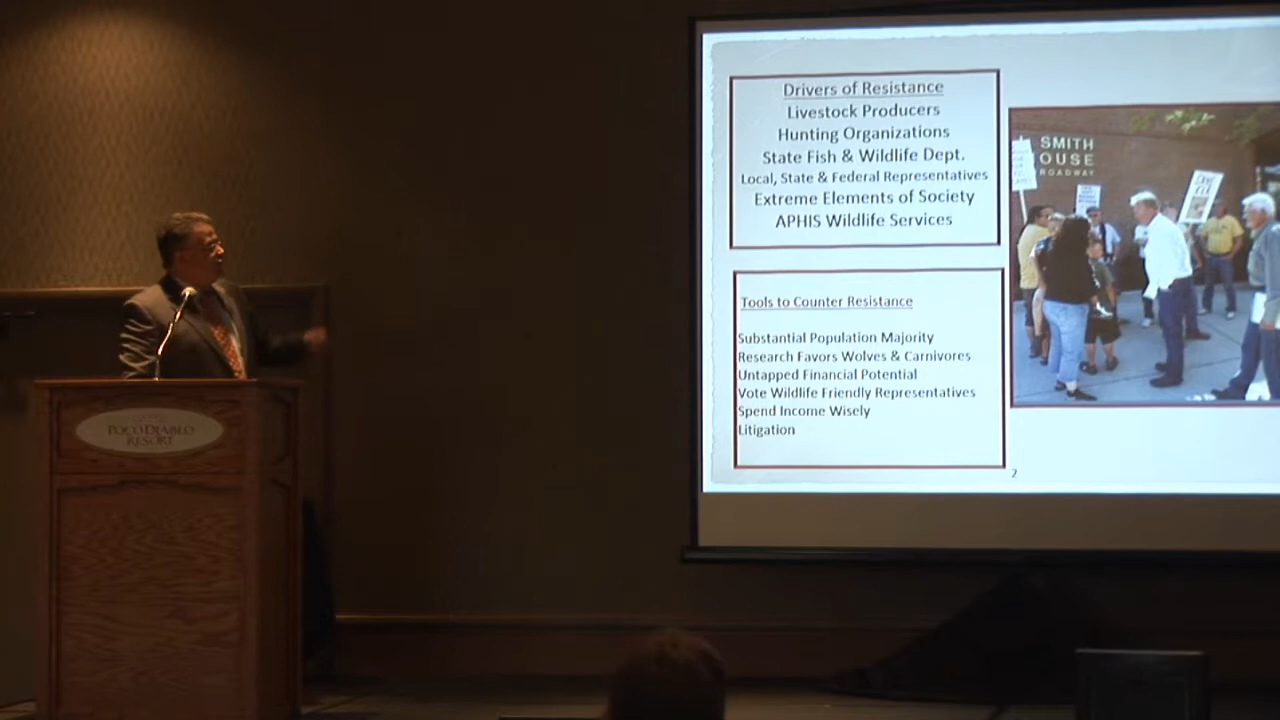 Drivers of Resistance
Livestock Producers
Hunting Organizations
State Fish & Wildlife Dept.
Local, State & Federal Representatives
Extreme Elements of Society
APHIS Wildlife Services
Tools to Counter Resistance
Substantial Population Majority
Research Favors Wolves & Carnivores
Untapped Financial Potential
Vote Wildlife Friendly Representatives
Spend Income Wisely
Litigation
2
SMITH
OUSE
ROADWAY
POCO DIABLO
RESORT